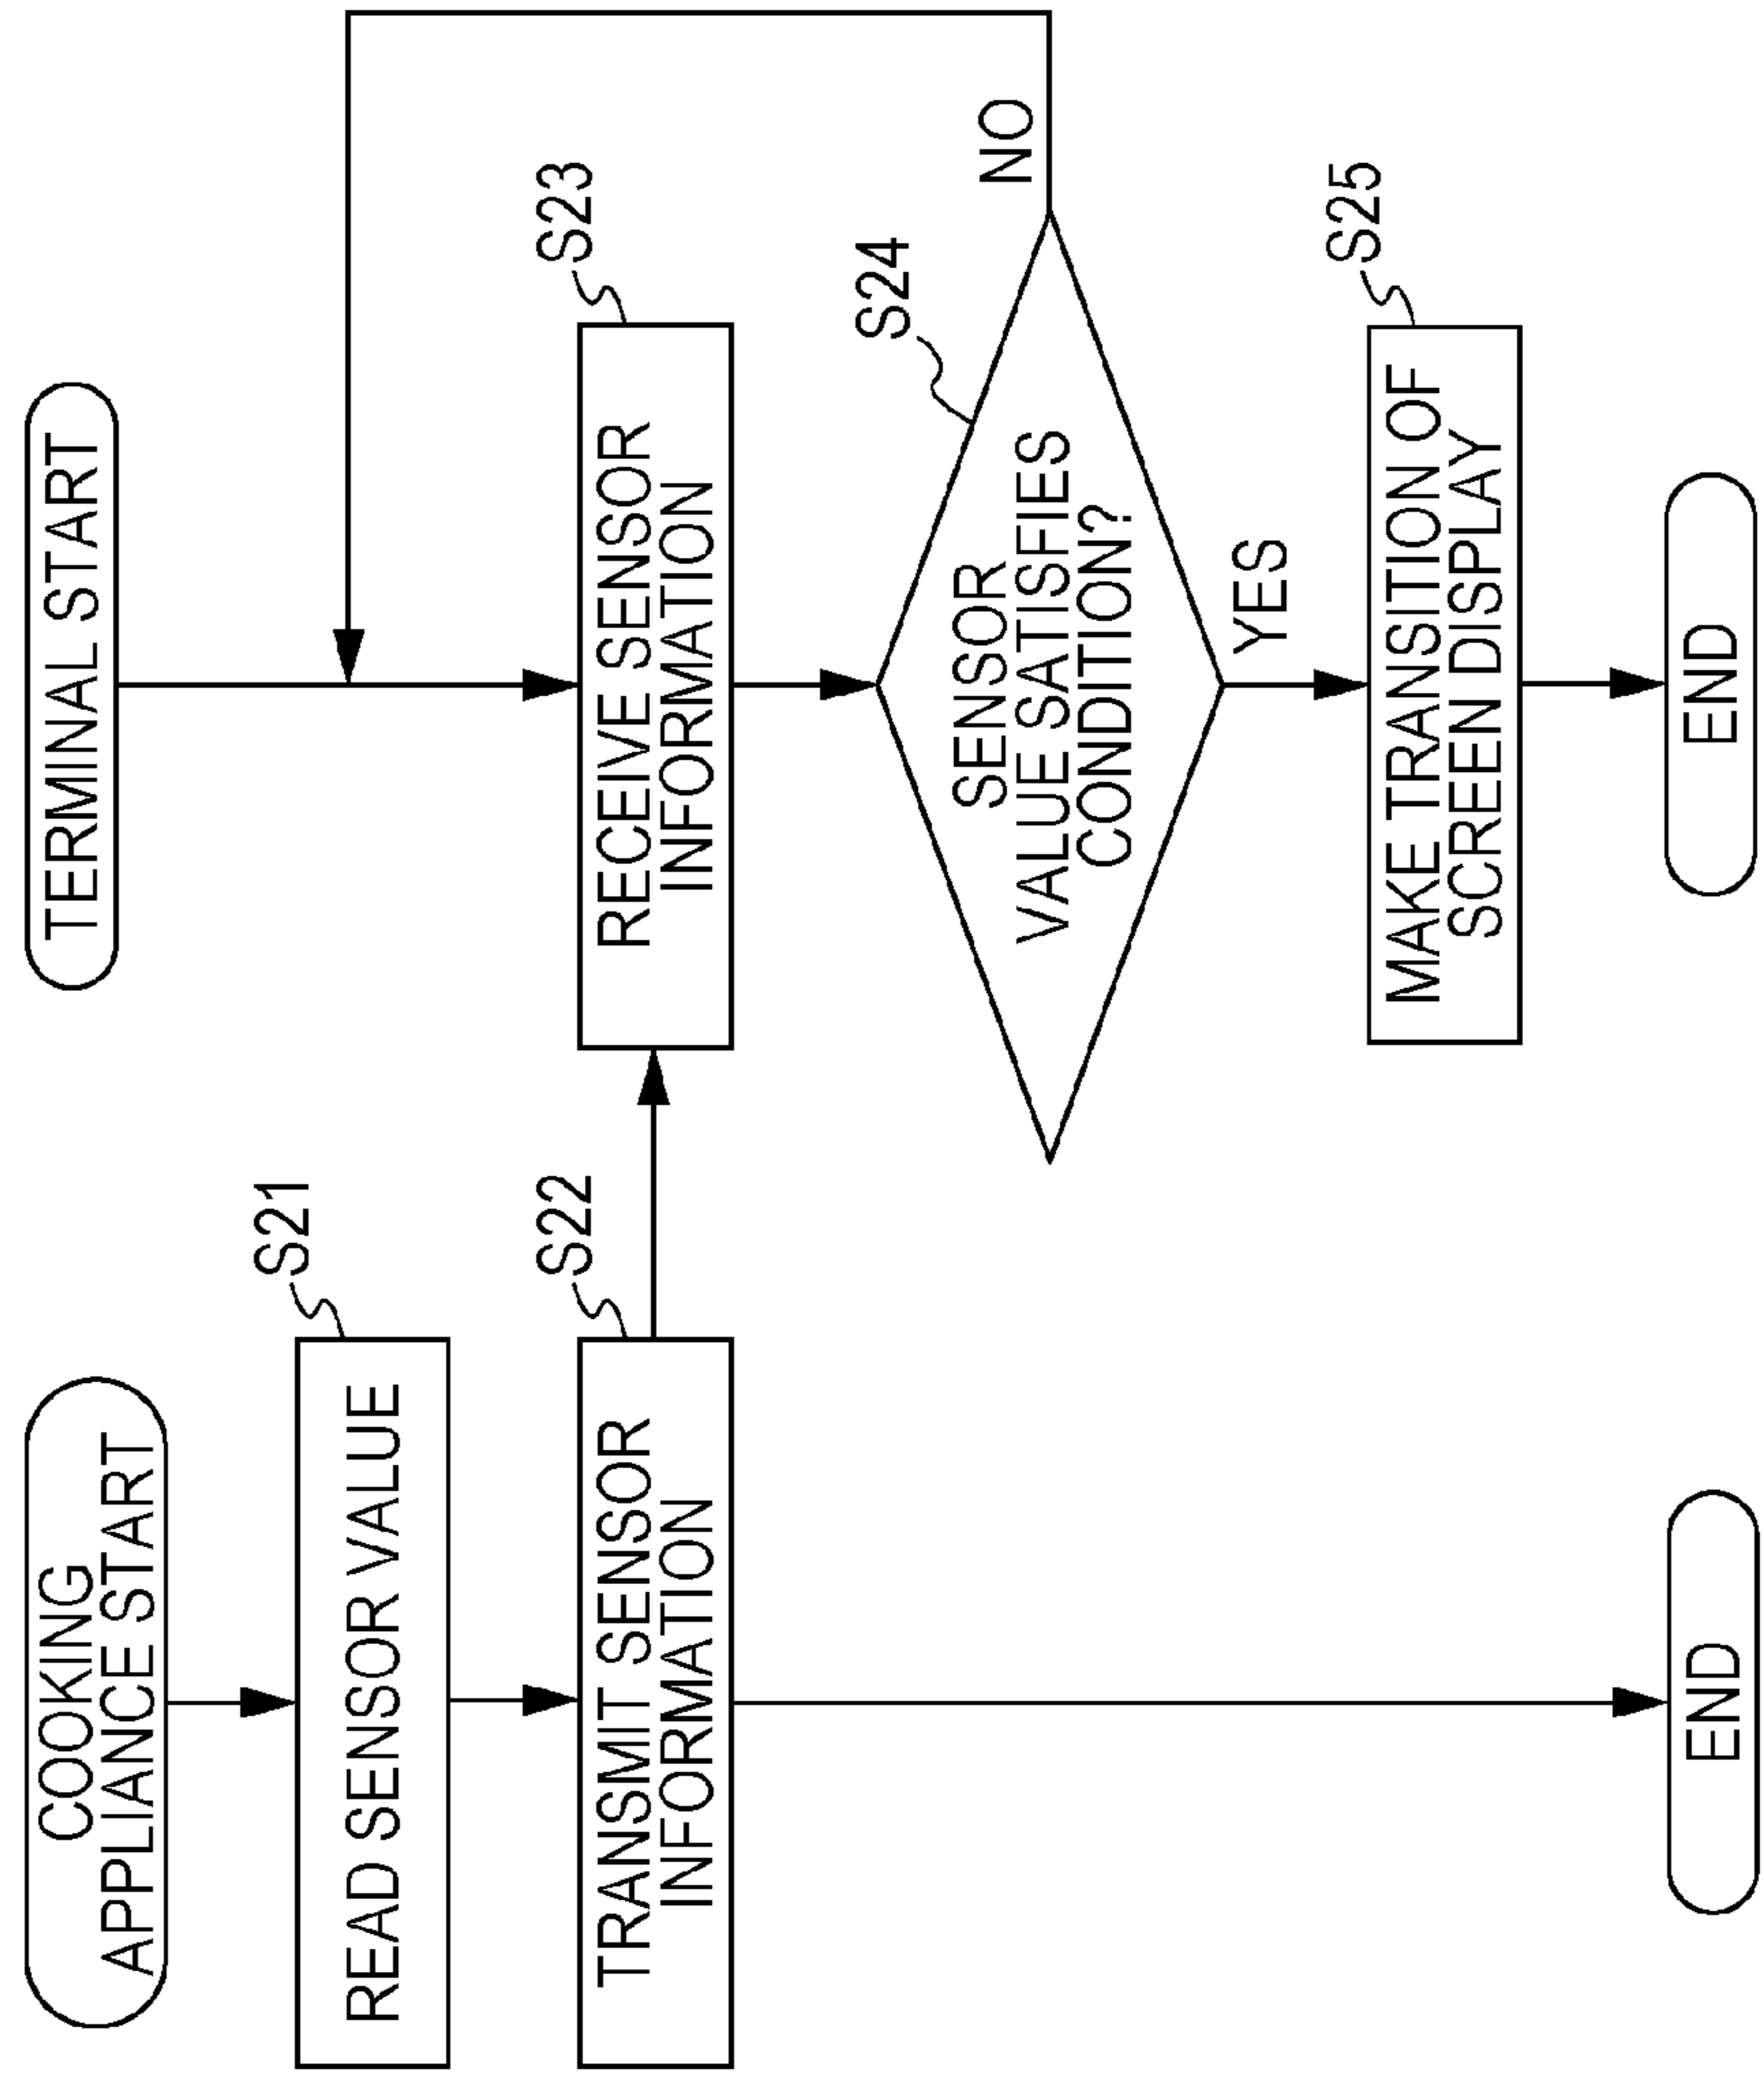 COOKING
APPLIANCE START
S21
READ SENSOR VALUE
S22
TRANSMIT SENSOR
INFORMATION
END
TERMINAL START
S23
RECEIVE SENSOR
INFORMATION
S24
SENSOR
VALUE SATISFIES
CONDITION?
NO
YES
S25
MAKE TRANSITION OF
SCREEN DISPLAY
END